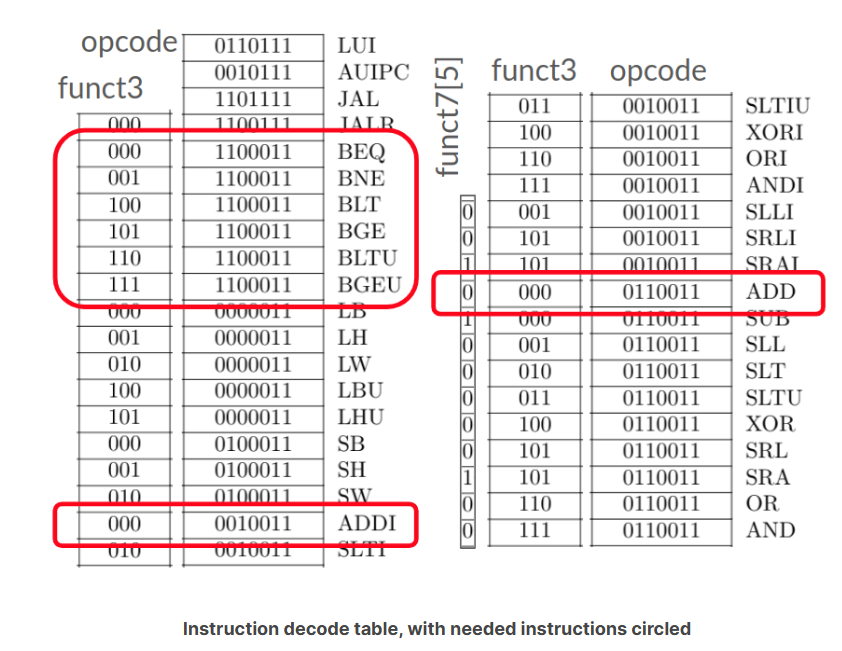 opcode 0110111 LUI
0010111 AUIPC
funct3 1101111 JAL
000 1100111 JALR
000 1100011 BEQ
001 1100011 BNE
100 1100011 BLT
101 1100011 BGE
110 1100011 BLTU
111 1100011 BGEU
000 0000011 LB
001 0000011 LH
010 0000011 LW
100 0000011 LBU
101 0000011 LHU
000 0100011 SB
001 0100011 SH
010 0100011 SW
000 0010011 ADDI
010 0010011 SLTI
funct7[5] funct3 opcode
011 0010011 SLTIU
100 0010011 XORI
110 0010011 ORI
111 0010011 ANDI
0 001 0010011 SLLI
0 101 0010011 SRLI
1 101 0010011 SRAI
0 000 0110011 ADD
1 000 0110011 SUB
0 001 0110011 SLL
0 010 0110011 SLT
0 011 0110011 SLTU
0 100 0110011 XOR
0 101 0110011 SRL
1 101 0110011 SRA
0 110 0110011 OR
0 111 0110011 AND
Instruction decode table, with needed instructions circled